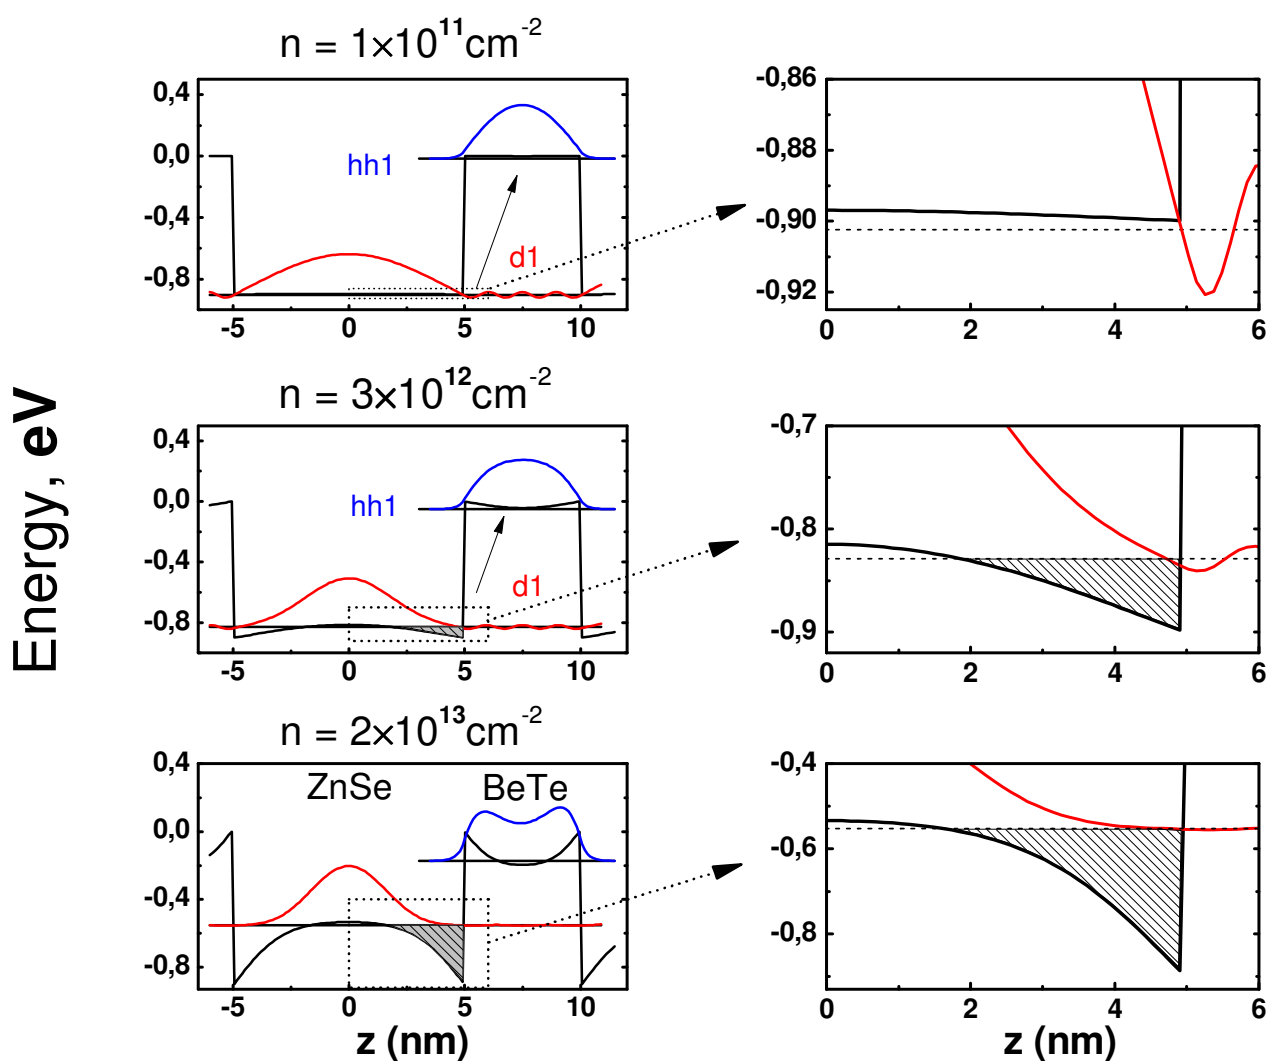 n = 1×10¹¹cm⁻²
0,4
0,0
-0,4
-0,8
hh1
d1
-5 0 5 10
-0,86
-0,88
-0,90
-0,92
0 2 4 6
Energy, eV
n = 3×10¹²cm⁻²
0,4
0,0
-0,4
-0,8
hh1
d1
-5 0 5 10
-0,7
-0,8
-0,9
0 2 4 6
n = 2×10¹³cm⁻²
0,4
0,0
-0,4
-0,8
ZnSe BeTe
-5 0 5 10
z (nm)
-0,4
-0,6
-0,8
0 2 4 6
z (nm)